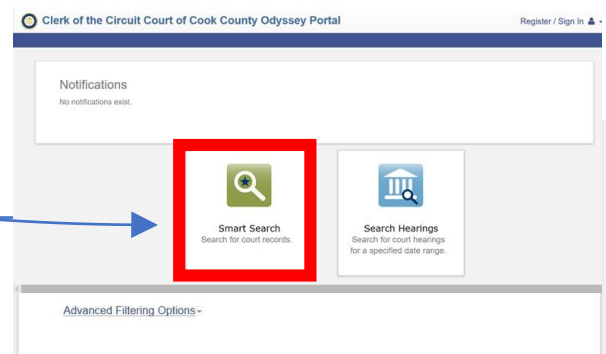 Clerk of the Circuit Court of Cook County Odyssey Portal
Register / Sign In
Notifications
No notifications exist.
Smart Search
Search for court records.
Search Hearings
Search for court hearings
for a specified date range.
Advanced Filtering Options